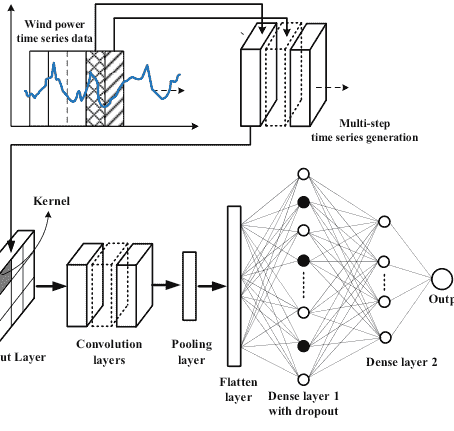 Wind power
time series data
Multi-step
time series generation
Kernel
ut Layer
Convolution
layers
Pooling
layer
Flatten
layer
Dense layer 1
with dropout
Dense layer 2
Outp